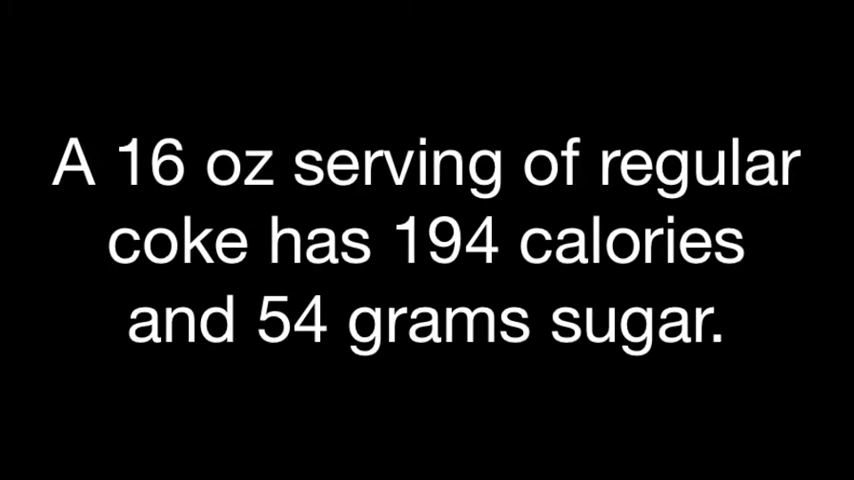 A 16 oz serving of regular
coke has 194 calories
and 54 grams sugar.